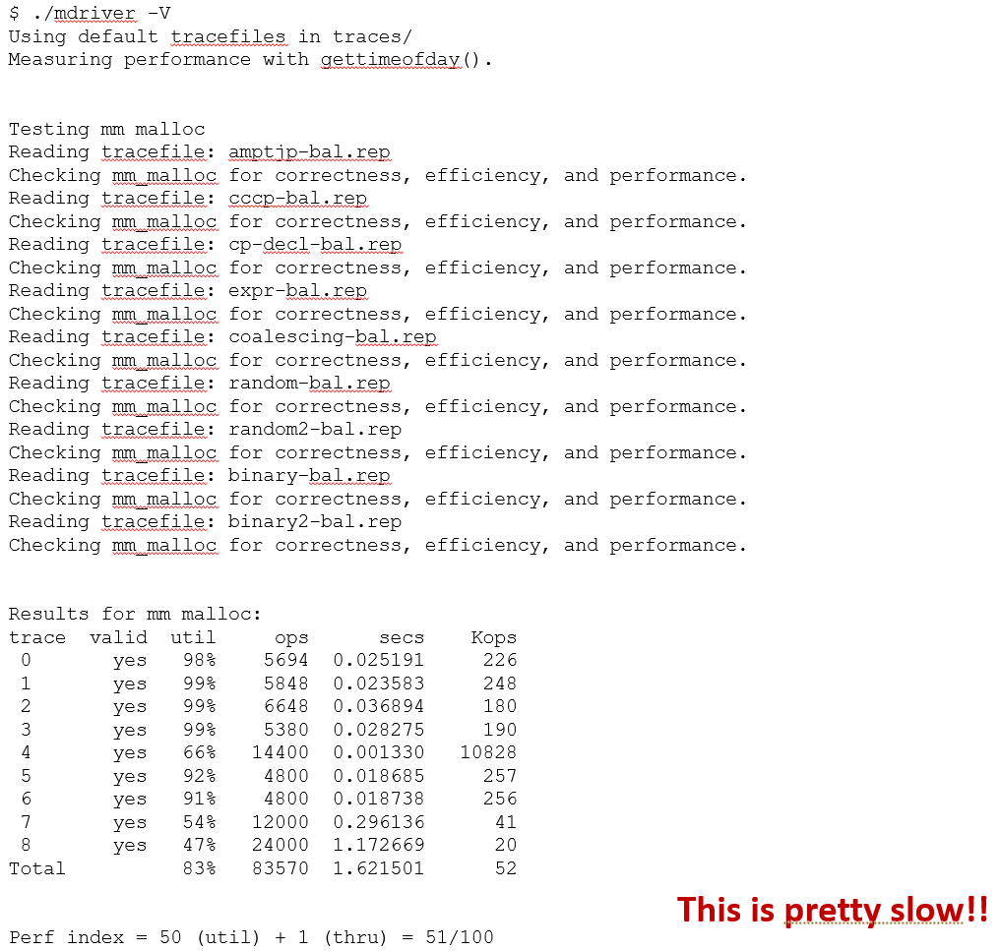 $ ./mdriver -V
Using default tracefiles in traces/
Measuring performance with gettimeofday().
Testing mm malloc
Reading tracefile: amptjp-bal.rep
Checking mm_malloc for correctness, efficiency, and performance.
Reading tracefile: cccp-bal.rep
Checking mm_malloc for correctness, efficiency, and performance.
Reading tracefile: cp-decl-bal.rep
Checking mm_malloc for correctness, efficiency, and performance.
Reading tracefile: expr-bal.rep
Checking mm_malloc for correctness, efficiency, and performance.
Reading tracefile: coalescing-bal.rep
Checking mm_malloc for correctness, efficiency, and performance.
Reading tracefile: random-bal.rep
Checking mm_malloc for correctness, efficiency, and performance.
Reading tracefile: random2-bal.rep
Checking mm_malloc for correctness, efficiency, and performance.
Reading tracefile: binary-bal.rep
Checking mm_malloc for correctness, efficiency, and performance.
Reading tracefile: binary2-bal.rep
Checking mm_malloc for correctness, efficiency, and performance.
Results for mm malloc:
trace  valid  util     ops      secs    Kops
0       yes   98%    5694  0.025191     226
1       yes   99%    5848  0.023583     248
2       yes   99%    6648  0.036894     180
3       yes   99%    5380  0.028275     190
4       yes   66%   14400  0.001330   10828
5       yes   92%    4800  0.018685     257
6       yes   91%    4800  0.018738     256
7       yes   54%   12000  0.296136      41
8       yes   47%   24000  1.172669      20
Total          83%   83570  1.621501      52
This is pretty slow!!
Perf index = 50 (util) + 1 (thru) = 51/100